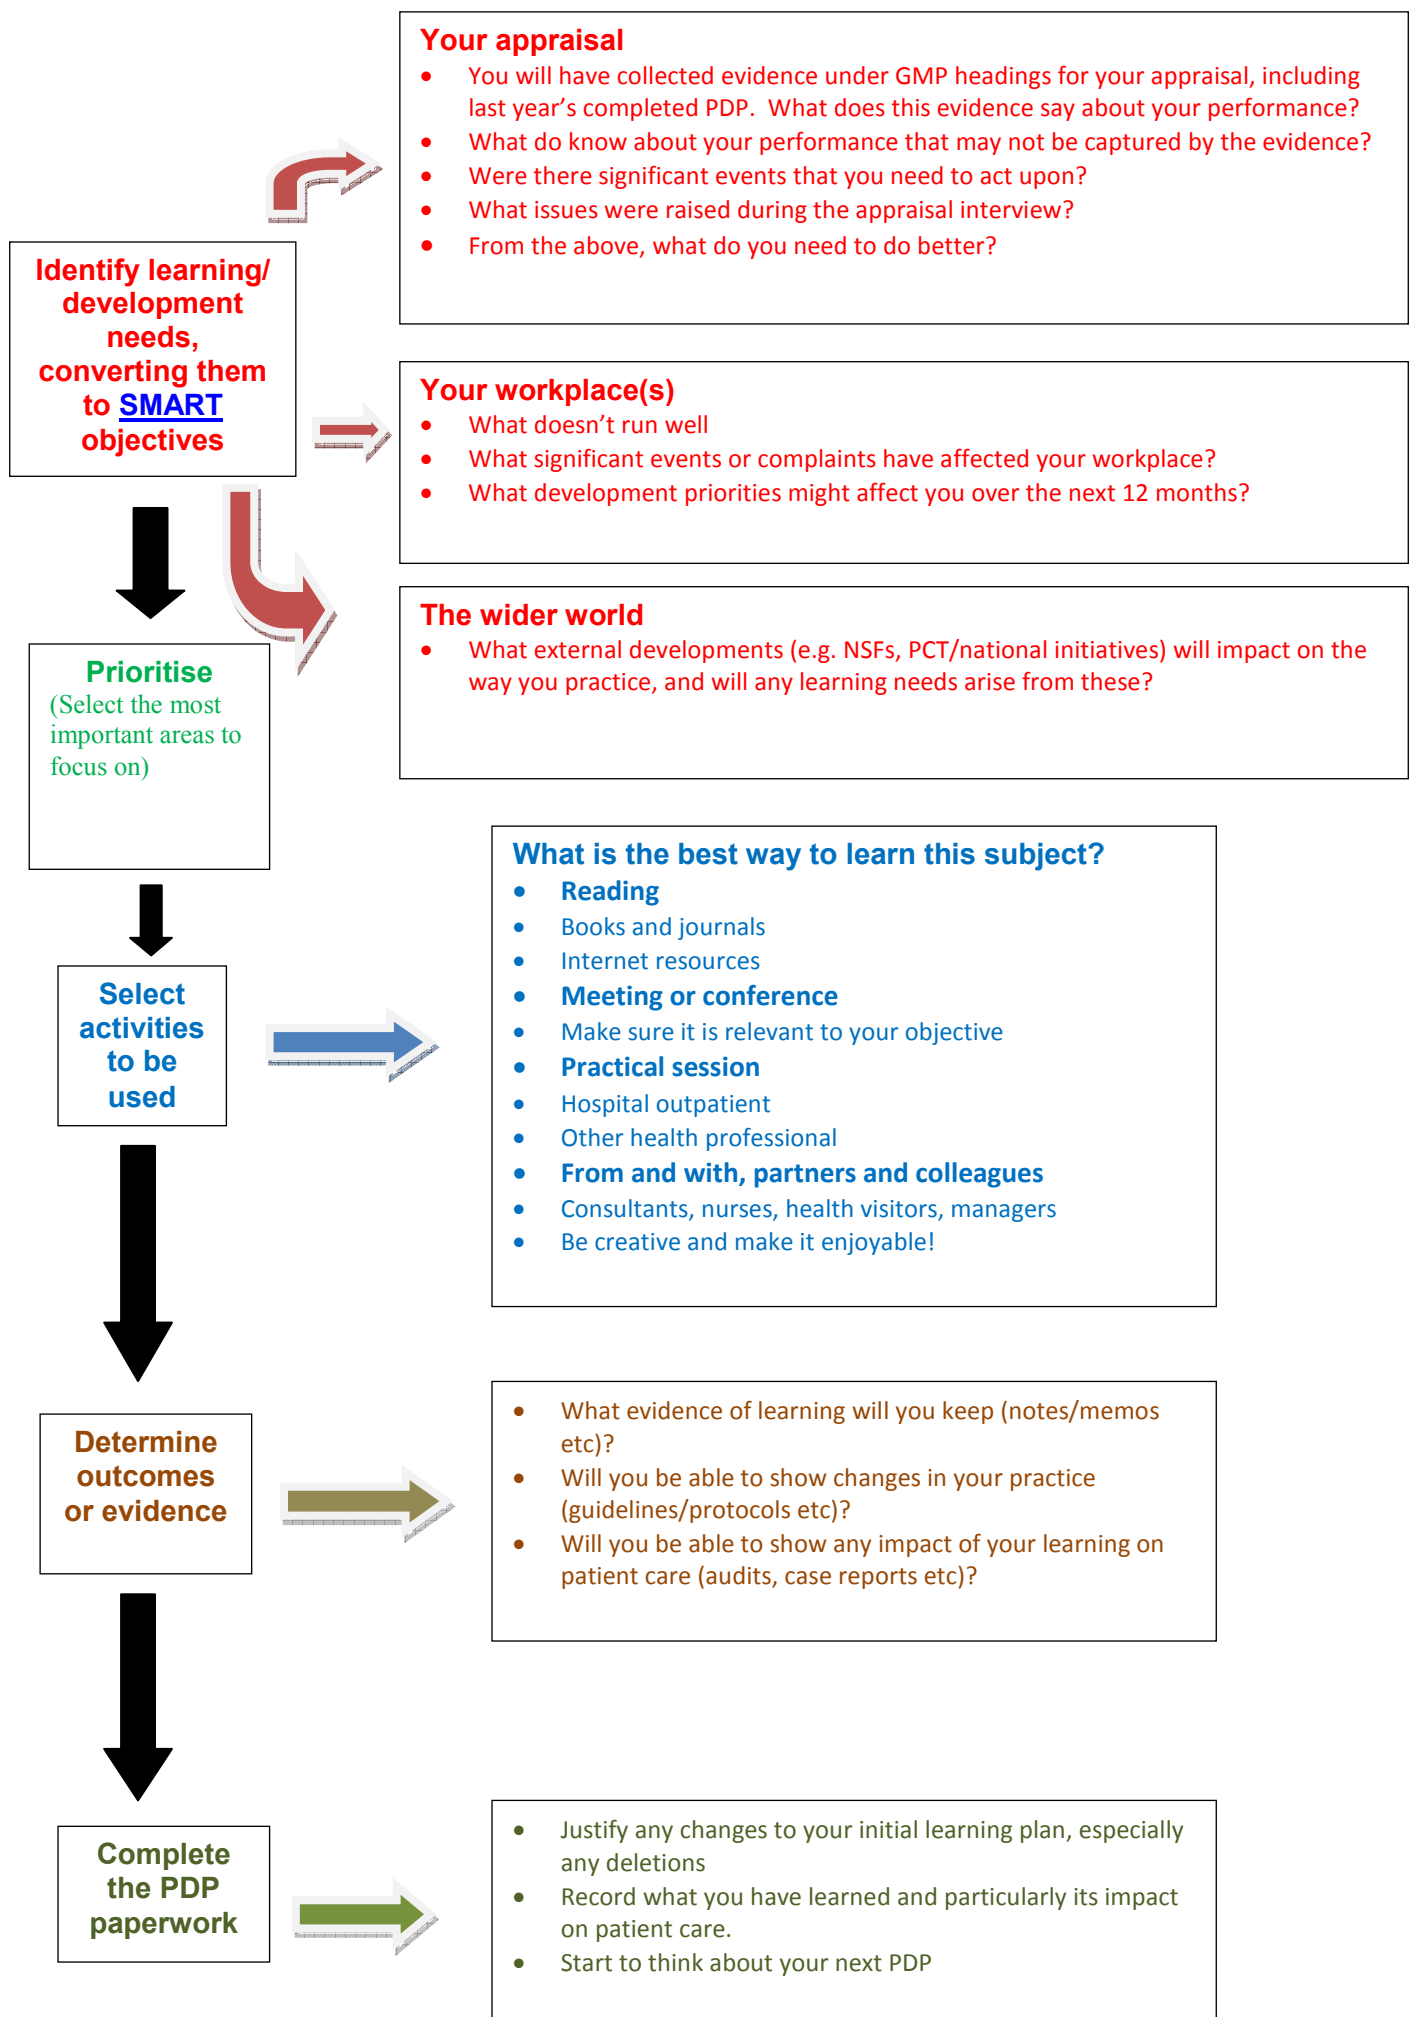 Your appraisal
• You will have collected evidence under GMP headings for your appraisal, including
last year's completed PDP.  What does this evidence say about your performance?
• What do know about your performance that may not be captured by the evidence?
• Were there significant events that you need to act upon?
• What issues were raised during the appraisal interview?
• From the above, what do you need to do better?
Identify learning/
development
needs,
converting them
to SMART
objectives
Your workplace(s)
• What doesn't run well
• What significant events or complaints have affected your workplace?
• What development priorities might affect you over the next 12 months?
The wider world
• What external developments (e.g. NSFs, PCT/national initiatives) will impact on the
way you practice, and will any learning needs arise from these?
Prioritise
(Select the most
important areas to
focus on)
What is the best way to learn this subject?
• Reading
• Books and journals
• Internet resources
• Meeting or conference
• Make sure it is relevant to your objective
• Practical session
• Hospital outpatient
• Other health professional
• From and with, partners and colleagues
• Consultants, nurses, health visitors, managers
• Be creative and make it enjoyable!
Select
activities
to be
used
• What evidence of learning will you keep (notes/memos
etc)?
• Will you be able to show changes in your practice
(guidelines/protocols etc)?
• Will you be able to show any impact of your learning on
patient care (audits, case reports etc)?
Determine
outcomes
or evidence
• Justify any changes to your initial learning plan, especially
any deletions
• Record what you have learned and particularly its impact
on patient care.
• Start to think about your next PDP
Complete
the PDP
paperwork